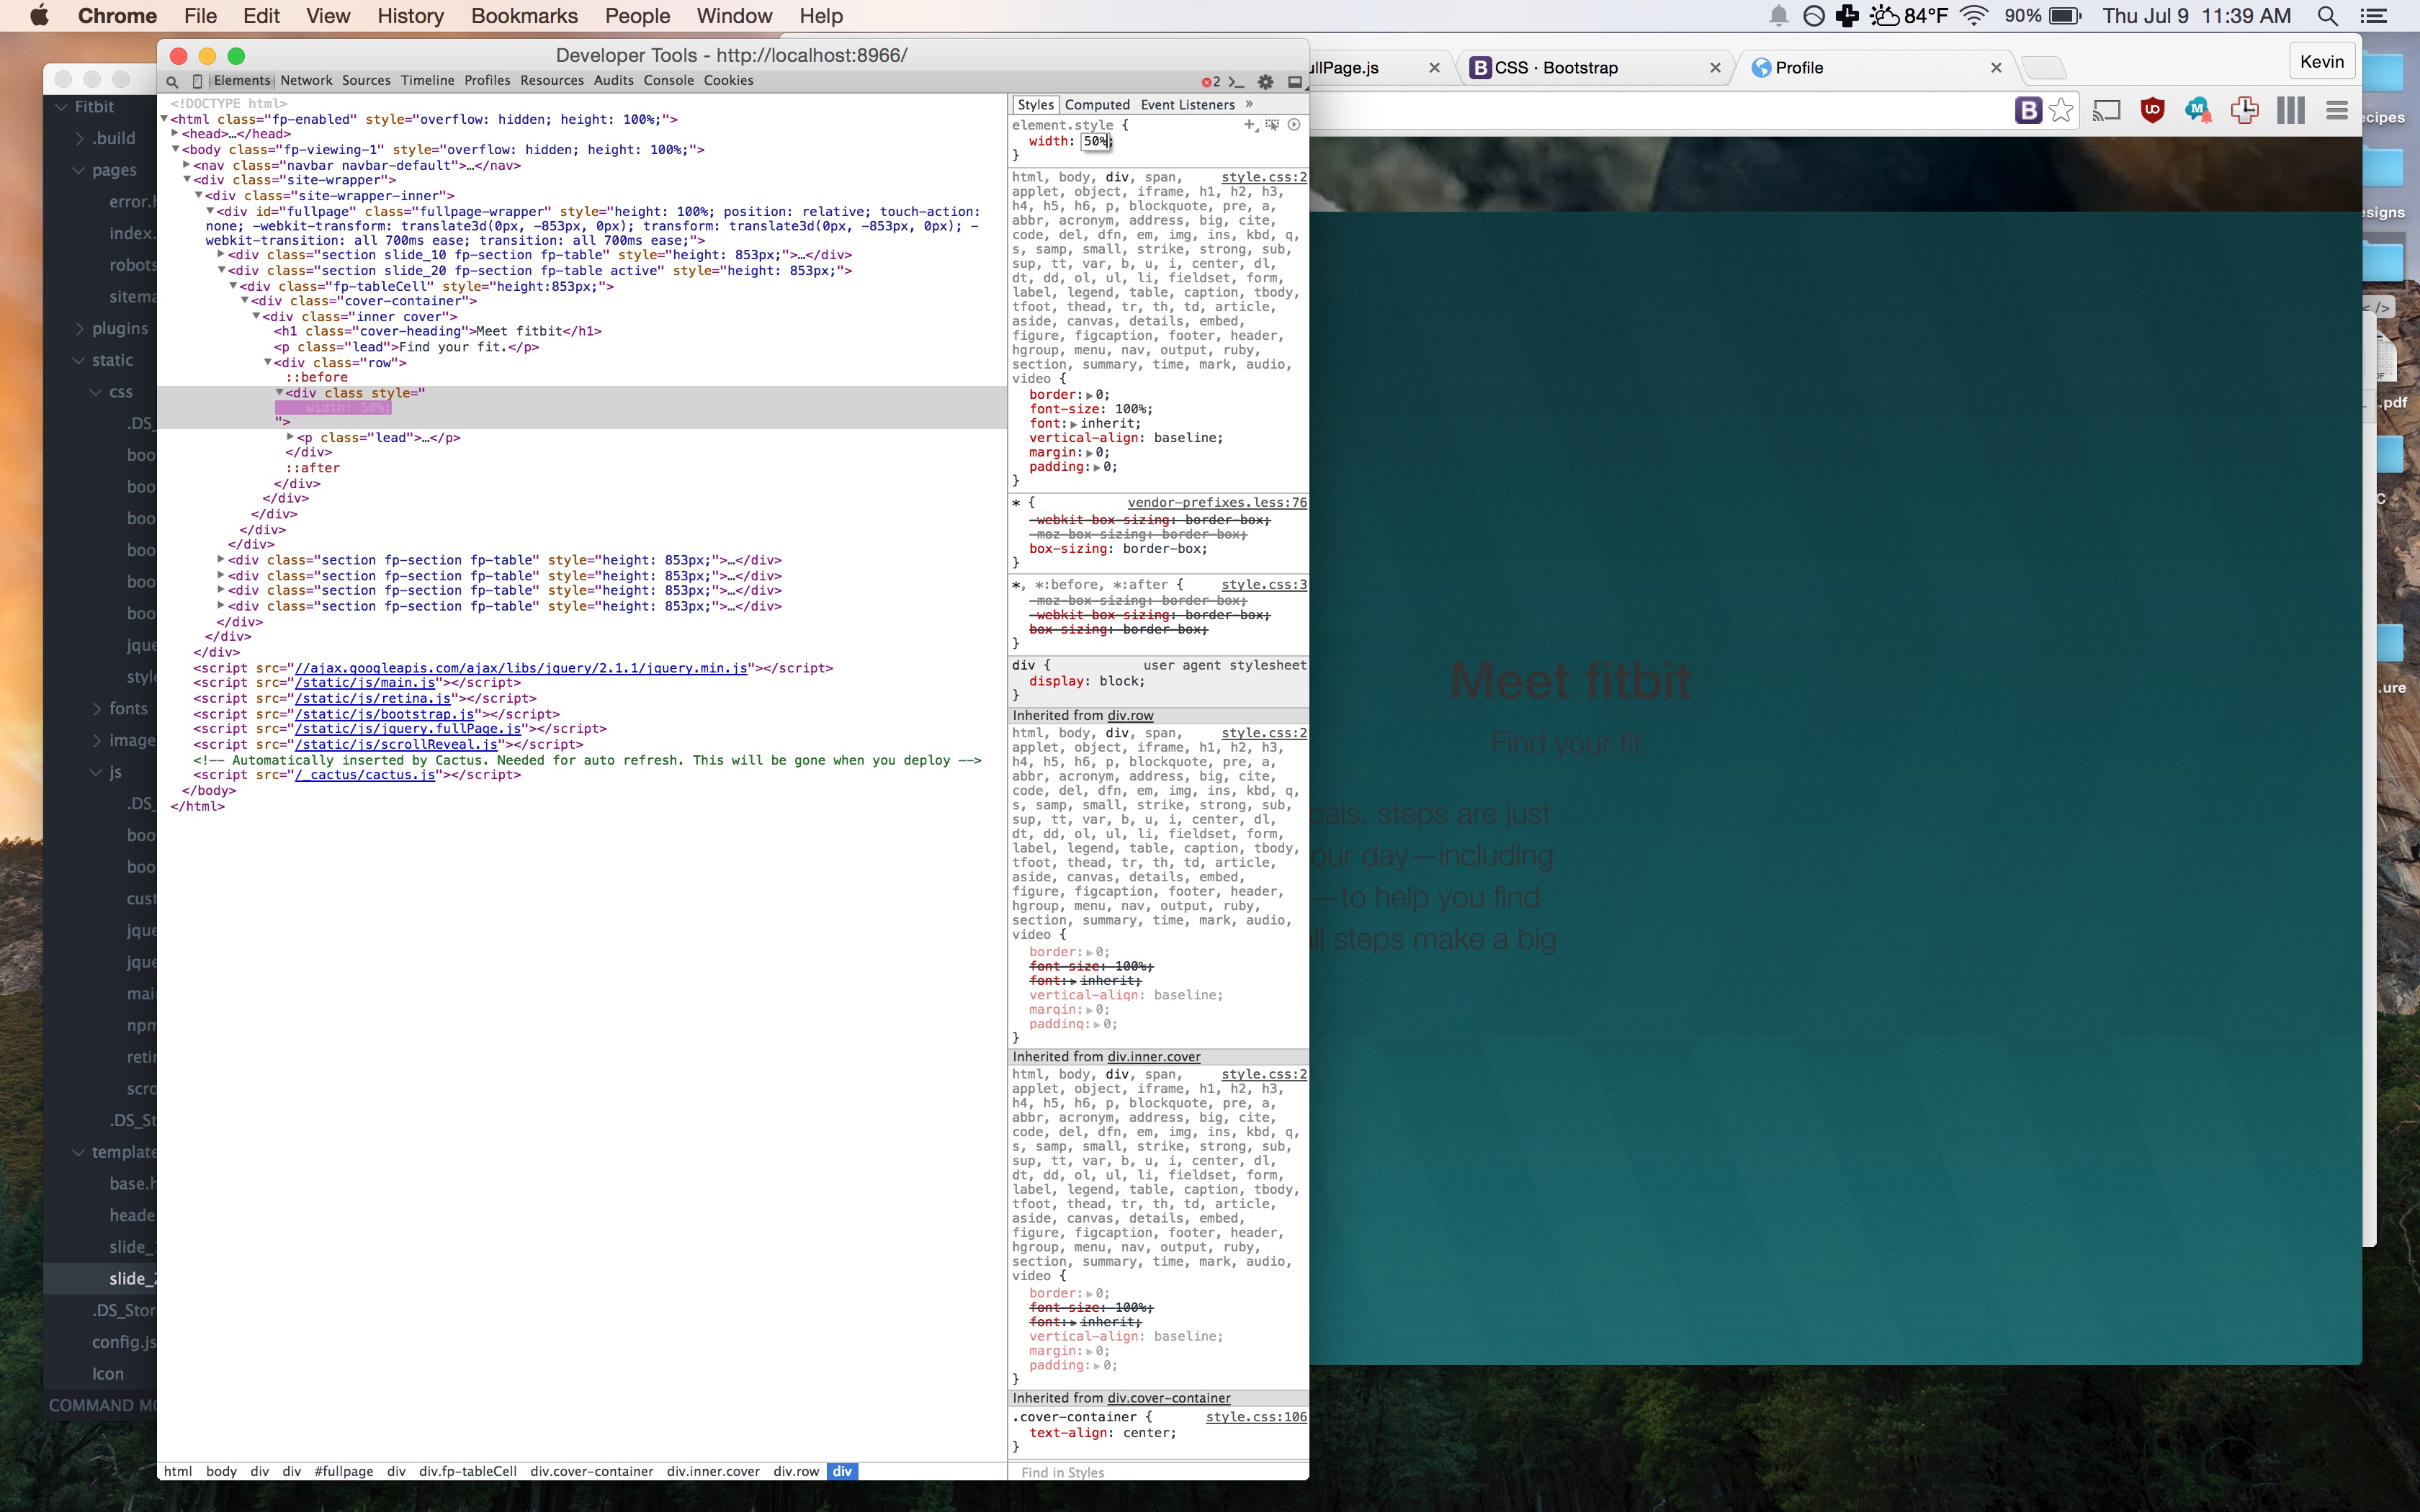 Chrome File Edit View History Bookmarks People Window Help 84°F 90% Thu Jul 9 11:39 AM
Developer Tools - http://localhost:8966/
Elements Network Sources Timeline Profiles Resources Audits Console Cookies 2
<!DOCTYPE html>
<html class="fp-enabled" style="overflow: hidden; height: 100%;">
<head>…</head>
<body class="fp-viewing-1" style="overflow: hidden; height: 100%;">
<nav class="navbar navbar-default">…</nav>
<div class="site-wrapper">
<div class="site-wrapper-inner">
<div id="fullpage" class="fullpage-wrapper" style="height: 100%; position: relative; touch-action:
none; -webkit-transform: translate3d(0px, -853px, 0px); transform: translate3d(0px, -853px, 0px); -
webkit-transition: all 700ms ease; transition: all 700ms ease;">
<div class="section slide_10 fp-section fp-table" style="height: 853px;">…</div>
<div class="section slide_20 fp-section fp-table active" style="height: 853px;">
<div class="fp-tableCell" style="height:853px;">
<div class="cover-container">
<div class="inner cover">
<h1 class="cover-heading">Meet fitbit</h1>
<p class="lead">Find your fit.</p>
<div class="row">
::before
<div class style="
width: 50%;
">
<p class="lead">…</p>
</div>
::after
</div>
</div>
</div>
</div>
</div>
<div class="section fp-section fp-table" style="height: 853px;">…</div>
<div class="section fp-section fp-table" style="height: 853px;">…</div>
<div class="section fp-section fp-table" style="height: 853px;">…</div>
<div class="section fp-section fp-table" style="height: 853px;">…</div>
</div>
</div>
</div>
<script src="//ajax.googleapis.com/ajax/libs/jquery/2.1.1/jquery.min.js"></script>
<script src="/static/js/main.js"></script>
<script src="/static/js/retina.js"></script>
<script src="/static/js/bootstrap.js"></script>
<script src="/static/js/jquery.fullPage.js"></script>
<script src="/static/js/scrollReveal.js"></script>
<!-- Automatically inserted by Cactus. Needed for auto refresh. This will be gone when you deploy -->
<script src="/_cactus/cactus.js"></script>
</body>
</html>
html body div div #fullpage div div.fp-tableCell div.cover-container div.inner.cover div.row div
Styles Computed Event Listeners »
element.style {
width: 50%;
}
html, body, div, span, style.css:2
applet, object, iframe, h1, h2, h3,
h4, h5, h6, p, blockquote, pre, a,
abbr, acronym, address, big, cite,
code, del, dfn, em, img, ins, kbd, q,
s, samp, small, strike, strong, sub,
sup, tt, var, b, u, i, center, dl,
dt, dd, ol, ul, li, fieldset, form,
label, legend, table, caption, tbody,
tfoot, thead, tr, th, td, article,
aside, canvas, details, embed,
figure, figcaption, footer, header,
hgroup, menu, nav, output, ruby,
section, summary, time, mark, audio,
video {
border: 0;
font-size: 100%;
font: inherit;
vertical-align: baseline;
margin: 0;
padding: 0;
}
* { vendor-prefixes.less:76
-webkit-box-sizing: border-box;
-moz-box-sizing: border-box;
box-sizing: border-box;
}
*, *:before, *:after { style.css:3
-moz-box-sizing: border-box;
-webkit-box-sizing: border-box;
box-sizing: border-box;
}
div { user agent stylesheet
display: block;
}
Inherited from div.row
html, body, div, span, style.css:2
applet, object, iframe, h1, h2, h3,
h4, h5, h6, p, blockquote, pre, a,
abbr, acronym, address, big, cite,
code, del, dfn, em, img, ins, kbd, q,
s, samp, small, strike, strong, sub,
sup, tt, var, b, u, i, center, dl,
dt, dd, ol, ul, li, fieldset, form,
label, legend, table, caption, tbody,
tfoot, thead, tr, th, td, article,
aside, canvas, details, embed,
figure, figcaption, footer, header,
hgroup, menu, nav, output, ruby,
section, summary, time, mark, audio,
video {
border: 0;
font-size: 100%;
font: inherit;
vertical-align: baseline;
margin: 0;
padding: 0;
}
Inherited from div.inner.cover
html, body, div, span, style.css:2
applet, object, iframe, h1, h2, h3,
h4, h5, h6, p, blockquote, pre, a,
abbr, acronym, address, big, cite,
code, del, dfn, em, img, ins, kbd, q,
s, samp, small, strike, strong, sub,
sup, tt, var, b, u, i, center, dl,
dt, dd, ol, ul, li, fieldset, form,
label, legend, table, caption, tbody,
tfoot, thead, tr, th, td, article,
aside, canvas, details, embed,
figure, figcaption, footer, header,
hgroup, menu, nav, output, ruby,
section, summary, time, mark, audio,
video {
border: 0;
font-size: 100%;
font: inherit;
vertical-align: baseline;
margin: 0;
padding: 0;
}
Inherited from div.cover-container
.cover-container { style.css:106
text-align: center;
}
Find in Styles
Fitbit
.build
pages
error.h
index.
robots
sitema
plugins
static
css
.DS_
boo
boo
boo
boo
boo
boo
boo
jque
style
fonts
image
js
.DS_
boo
boo
cust
jque
jque
mai
npm
reti
scro
.DS_St
template
base.h
heade
slide_
slide_2
.DS_Stor
config.js
Icon
COMMAND MO
ullPage.js CSS · Bootstrap Profile Kevin
Meet fitbit
Find your fit.
oals, steps are just
our day—including
—to help you find
ll steps make a big
ecipes
esigns
.pdf
C
.ure